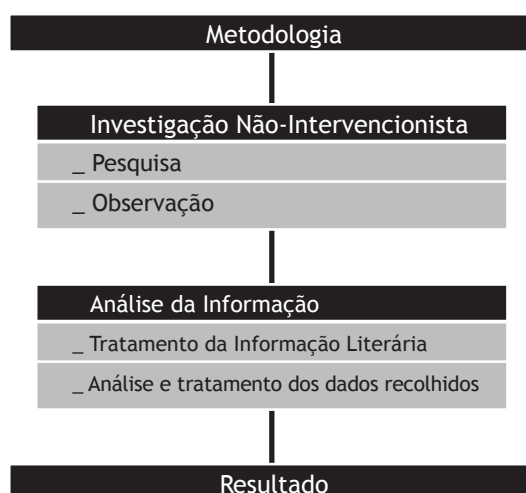 Metodologia
Investigação Não-Intervencionista
_ Pesquisa
_ Observação
Análise da Informação
_ Tratamento da Informação Literária
_ Análise e tratamento dos dados recolhidos
Resultado